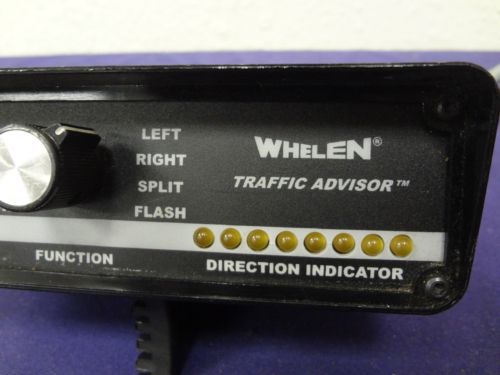 LEFT
RIGHT
SPLIT
FLASH
WHELEN®
TRAFFIC ADVISOR™
FUNCTION
DIRECTION INDICATOR